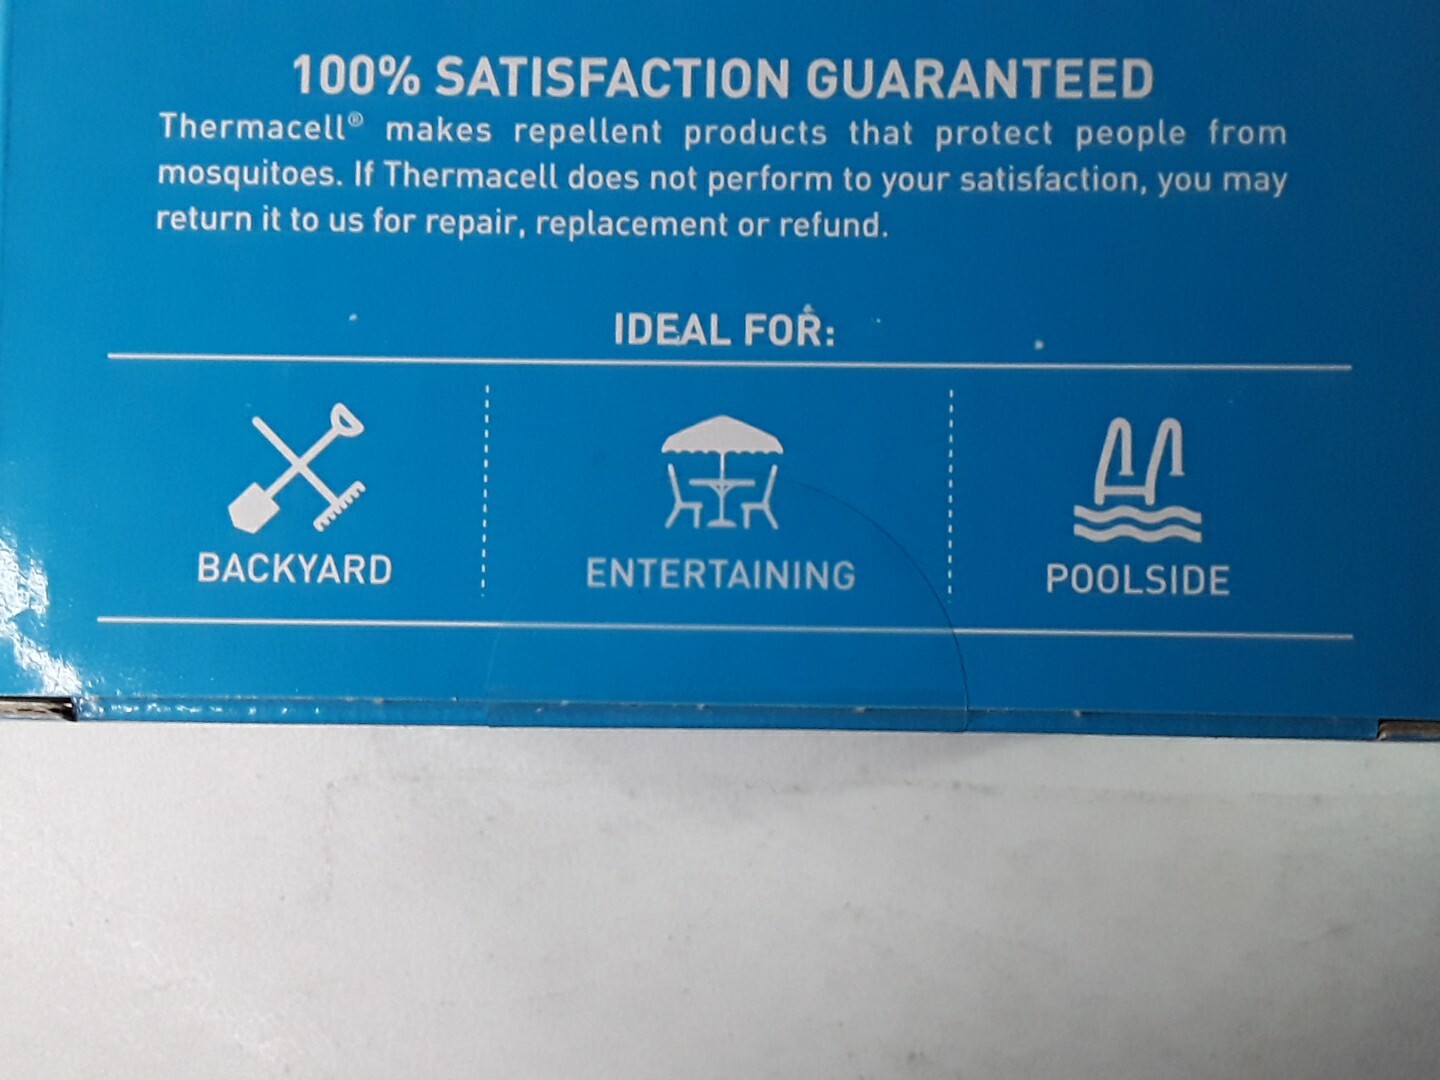 100% SATISFACTION GUARANTEED
Thermacell® makes repellent products that protect people from
mosquitoes. If Thermacell does not perform to your satisfaction, you may
return it to us for repair, replacement or refund.
IDEAL FOR:
BACKYARD
ENTERTAINING
POOLSIDE